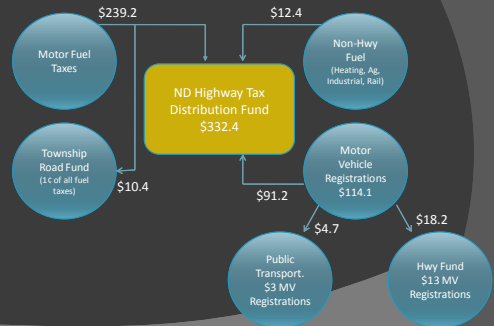 $239.2
$12.4
Motor Fuel
Taxes
ND Highway Tax
Distribution Fund
$332.4
Non-Hwy
Fuel
(Heating, Ag,
Industrial, Rail)
Township
Road Fund
(1¢ of all fuel
taxes)
$10.4
Motor
Vehicle
Registrations
$114.1
$91.2
$4.7
$18.2
Public
Transport.
$3 MV
Registrations
Hwy Fund
$13 MV
Registrations